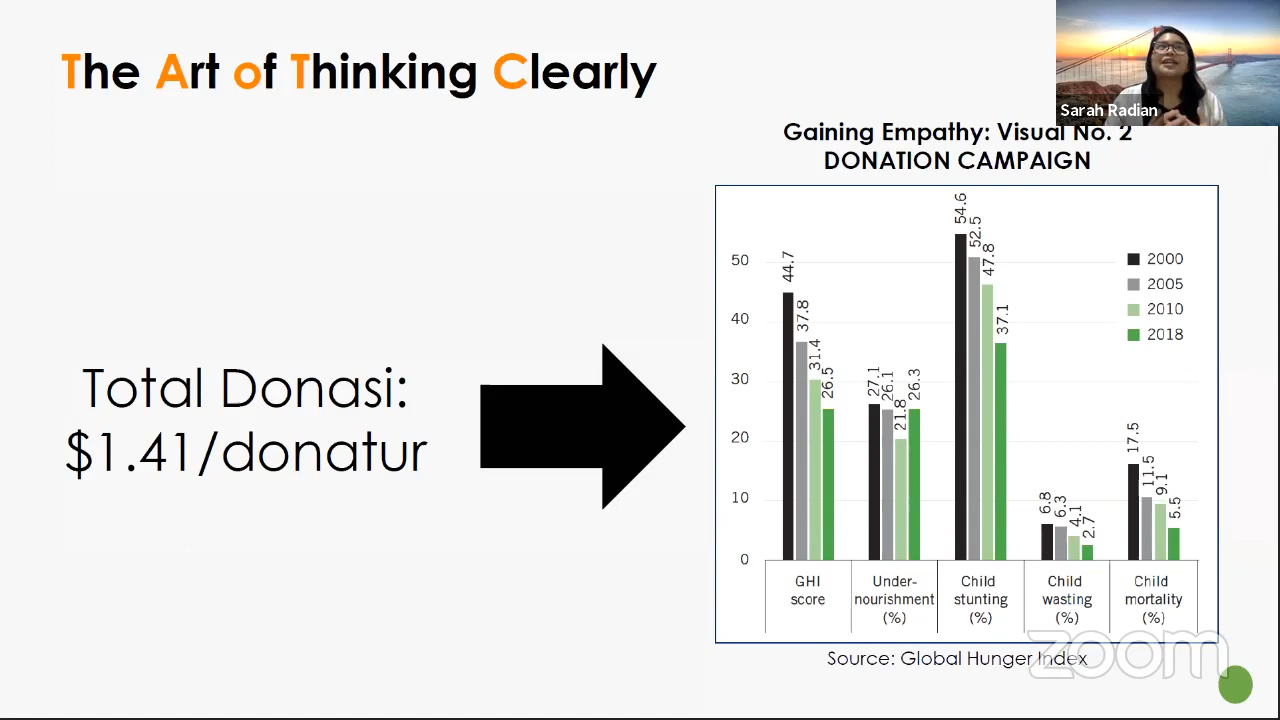 The Art of Thinking Clearly
Sarah Radian
Gaining Empathy: Visual No. 2
DONATION CAMPAIGN
Total Donasi:
$1.41/donatur
50
40
30
20
10
0
44.7
37.8
31.4
26.5
27.1
26.1
21.8
26.3
54.6
52.5
47.8
37.1
6.8
6.3
4.1
2.7
17.5
11.5
9.1
5.5
2000
2005
2010
2018
GHI
score
Under-
nourishment
(%)
Child
stunting
(%)
Child
wasting
(%)
Child
mortality
(%)
Source: Global Hunger Index
zoom